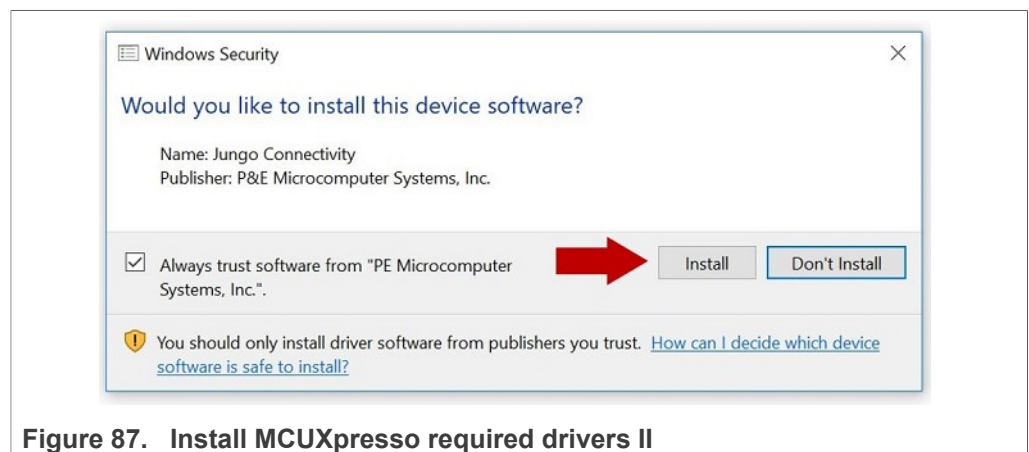 Windows Security
Would you like to install this device software?
Name: Jungo Connectivity
Publisher: P&E Microcomputer Systems, Inc.
Always trust software from "PE Microcomputer
Systems, Inc.".
Install
Don't Install
You should only install driver software from publishers you trust. How can I decide which device
software is safe to install?
Figure 87. Install MCUXpresso required drivers II